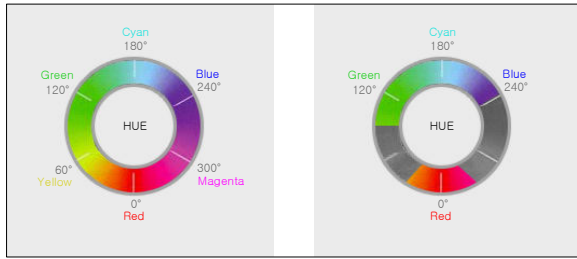 Cyan
180°
Green
120°
Blue
240°
HUE
60°
Yellow
300°
Magenta
0°
Red
Cyan
180°
Green
120°
Blue
240°
HUE
0°
Red